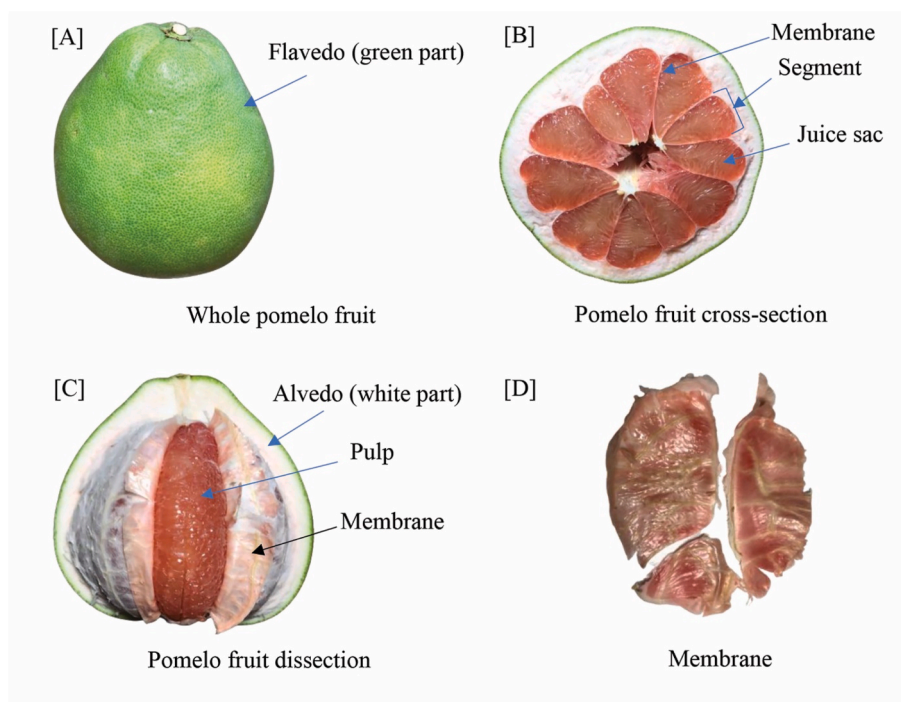 [A]
Flavedo (green part)
Whole pomelo fruit
[B]
Membrane
Segment
Juice sac
Pomelo fruit cross-section
[C]
Alvedo (white part)
Pulp
Membrane
Pomelo fruit dissection
[D]
Membrane